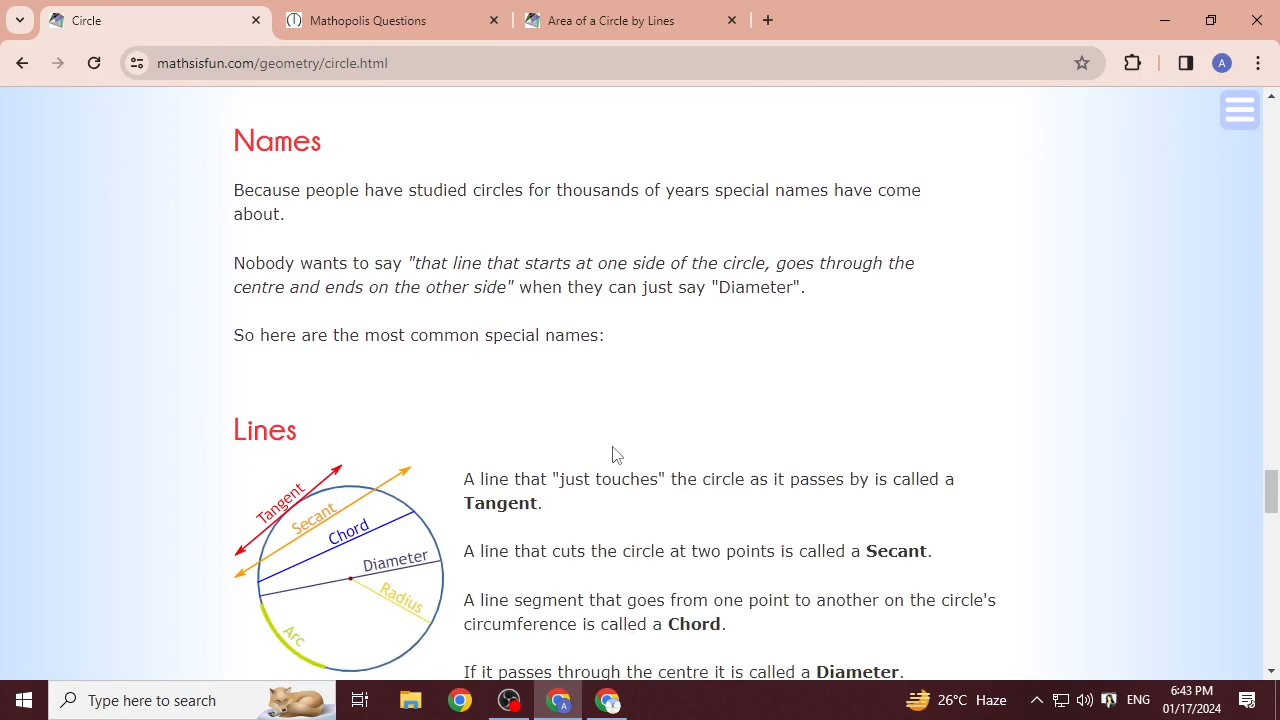 Circle
Mathopolis Questions
Area of a Circle by Lines
mathsisfun.com/geometry/circle.html
A
Names
Because people have studied circles for thousands of years special names have come
about.
Nobody wants to say "that line that starts at one side of the circle, goes through the
centre and ends on the other side" when they can just say "Diameter".
So here are the most common special names:
Lines
Tangent
Secant
Chord
Diameter
Radius
Arc
A line that "just touches" the circle as it passes by is called a
Tangent.
A line that cuts the circle at two points is called a Secant.
A line segment that goes from one point to another on the circle's
circumference is called a Chord.
If it passes through the centre it is called a Diameter.
Type here to search
26°C Haze
ENG
6:43 PM
01/17/2024